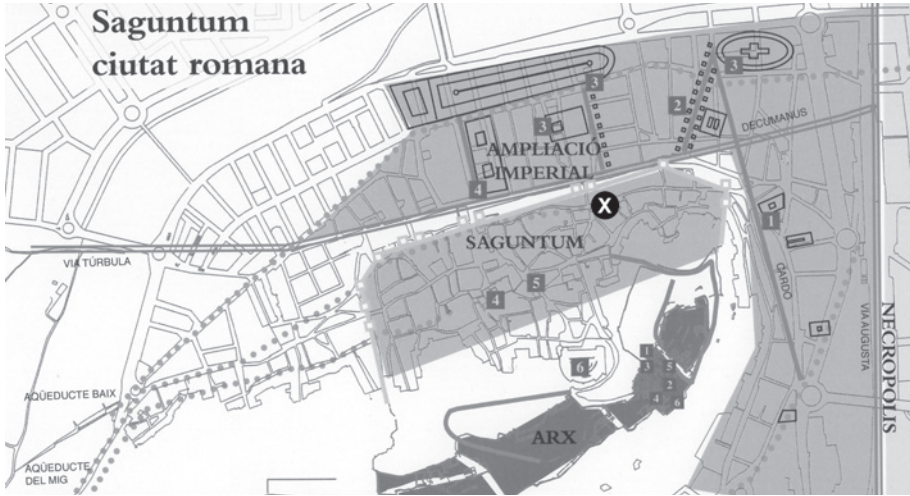 Saguntum
ciutat romana
3
3
3
2
DECUMANUS
AMPLIACIÓ
IMPERIAL
4
X
1
SAGUNTUM
VIA TÚRBULA
5
4
CARDO
VIA AUGUSTA
NECROPOLIS
1
3
5
6
2
4
6
AQÜEDUCTE BAIX
ARX
AQÜEDUCTE
DEL MIG